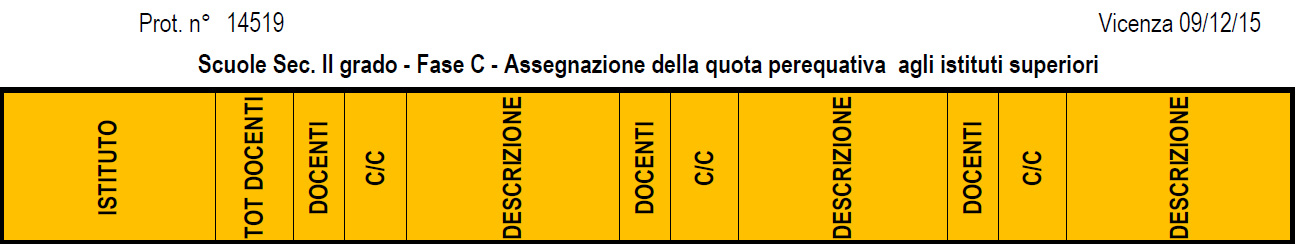 Prot. n° 14519 Vicenza 09/12/15
Scuole Sec. II grado - Fase C - Assegnazione della quota perequativa agli istituti superiori
ISTITUTO TOT DOCENTI DOCENTI C/C DESCRIZIONE DOCENTI C/C DESCRIZIONE DOCENTI C/C DESCRIZIONE